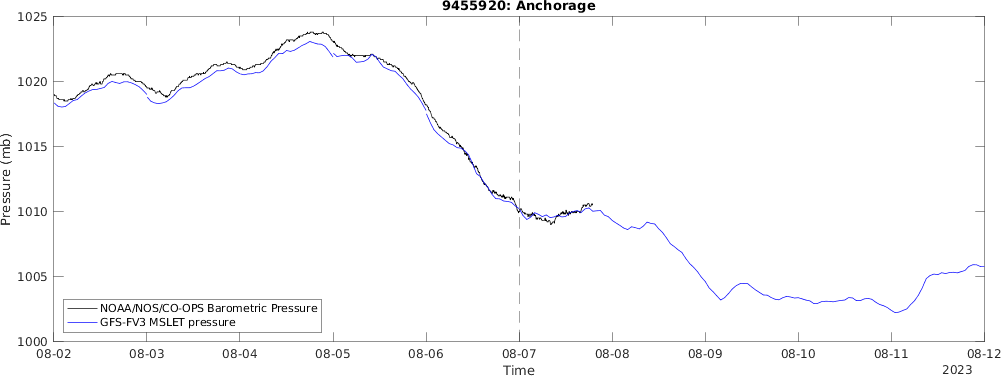 9455920: Anchorage
Pressure (mb)
1025
1020
1015
1010
1005
1000
NOAA/NOS/CO-OPS Barometric Pressure
GFS-FV3 MSLET pressure
08-02 08-03 08-04 08-05 08-06 08-07 08-08 08-09 08-10 08-11 08-12
Time
2023